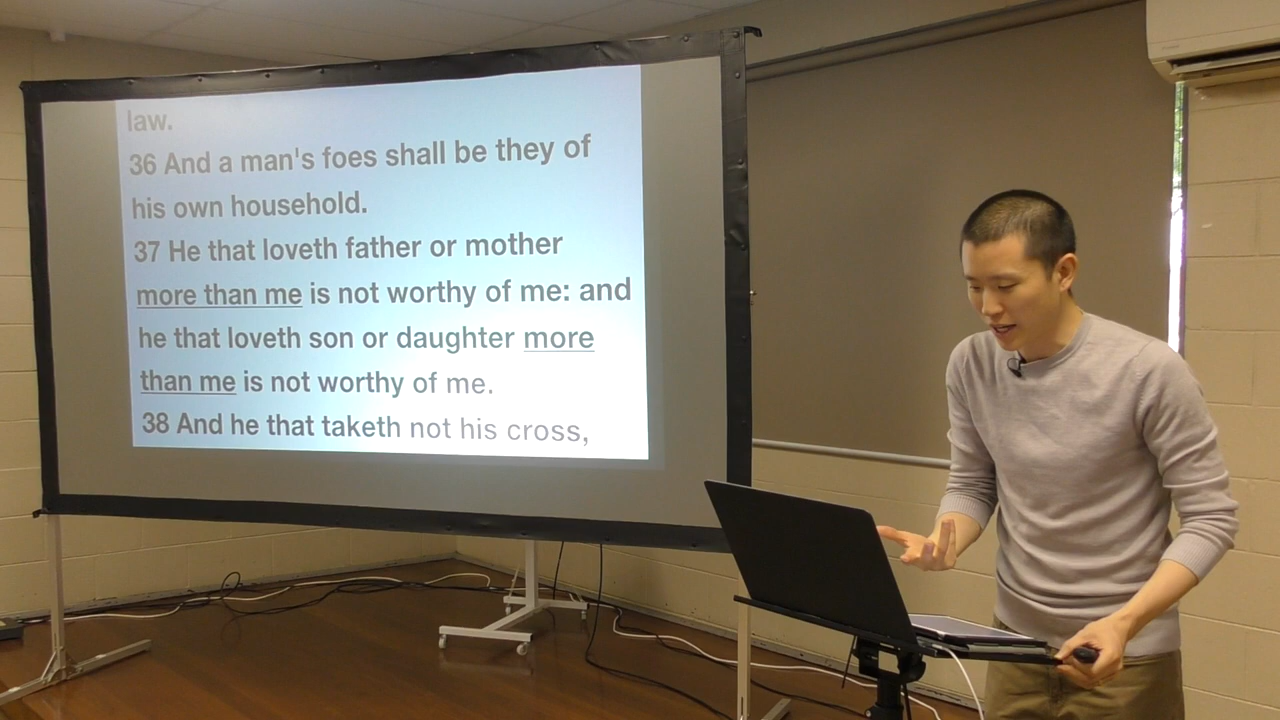 law.
36 And a man's foes shall be they of
his own household.
37 He that loveth father or mother
more than me is not worthy of me: and
he that loveth son or daughter more
than me is not worthy of me.
38 And he that taketh not his cross,